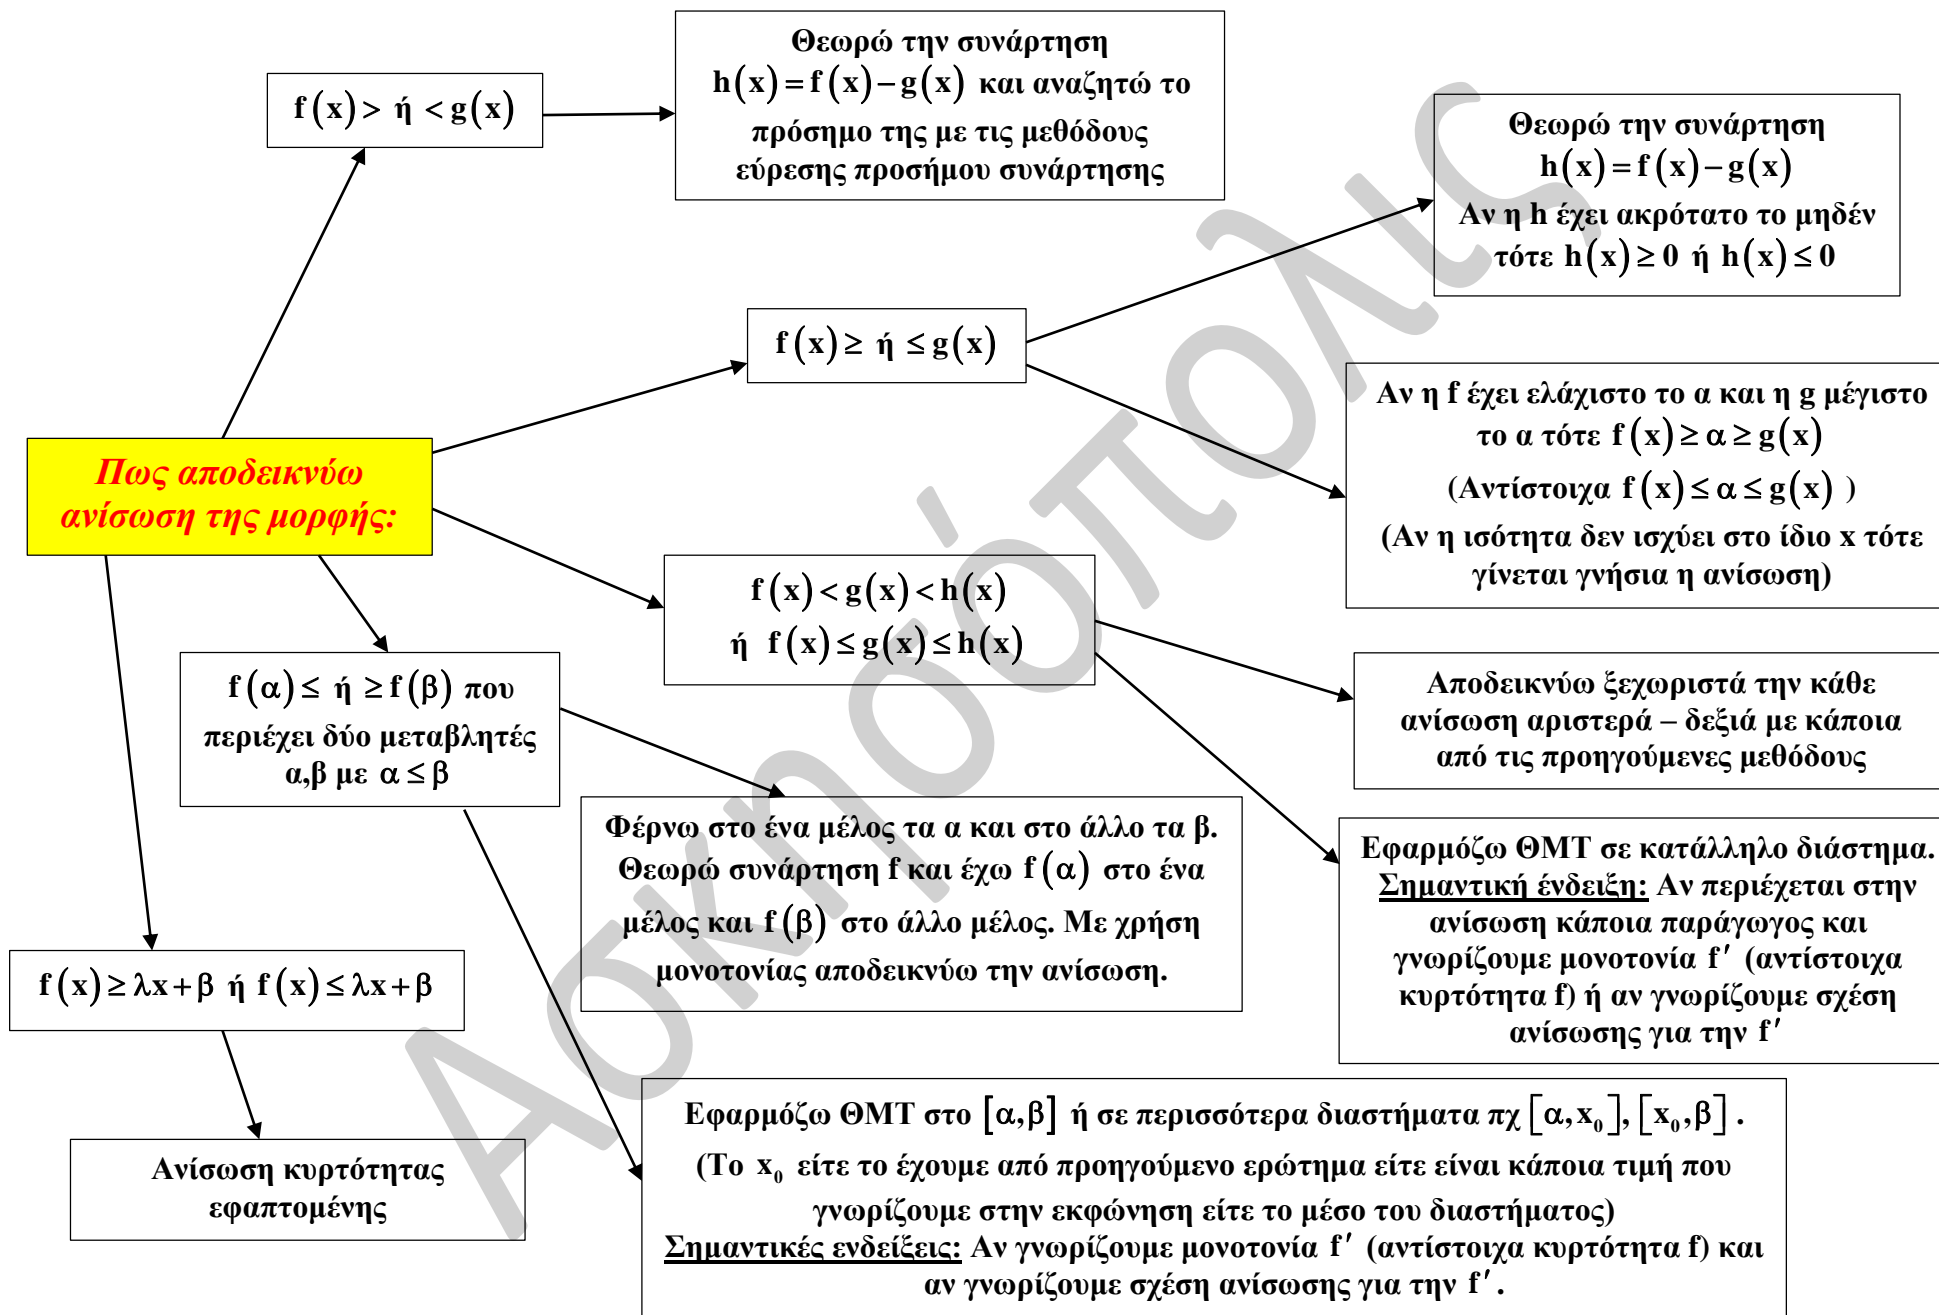 Θεωρώ την συνάρτηση
h(x)=f(x)−g(x) και αναζητώ το
πρόσημο της με τις μεθόδους
εύρεσης προσήμου συνάρτησης
f(x)> ή <g(x)
Θεωρώ την συνάρτηση
h(x)=f(x)−g(x)
Αν η h έχει ακρότατο το μηδέν
τότε h(x)≥0 ή h(x)≤0
f(x)≥ ή ≤g(x)
Αν η f έχει ελάχιστο το α και η g μέγιστο
το α τότε f(x)≥α≥g(x)
(Αντίστοιχα f(x)≤α≤g(x) )
(Αν η ισότητα δεν ισχύει στο ίδιο x τότε
γίνεται γνήσια η ανίσωση)
Πως αποδεικνύω
ανίσωση της μορφής:
f(x)<g(x)<h(x)
ή f(x)≤g(x)≤h(x)
f(α)≤ ή ≥f(β) που
περιέχει δύο μεταβλητές
α,β με α≤β
Αποδεικνύω ξεχωριστά την κάθε
ανίσωση αριστερά – δεξιά με κάποια
από τις προηγούμενες μεθόδους
Φέρνω στο ένα μέλος τα α και στο άλλο τα β.
Θεωρώ συνάρτηση f και έχω f(α) στο ένα
μέλος και f(β) στο άλλο μέλος. Με χρήση
μονοτονίας αποδεικνύω την ανίσωση.
Εφαρμόζω ΘΜΤ σε κατάλληλο διάστημα.
Σημαντική ένδειξη: Αν περιέχεται στην
ανίσωση κάποια παράγωγος και
γνωρίζουμε μονοτονία f′ (αντίστοιχα
κυρτότητα f) ή αν γνωρίζουμε σχέση
ανίσωσης για την f′
f(x)≥λx+β ή f(x)≤λx+β
Ανίσωση κυρτότητας
εφαπτομένης
Εφαρμόζω ΘΜΤ στο [α,β] ή σε περισσότερα διαστήματα πχ [α,x₀],[x₀,β].
(Το x₀ είτε το έχουμε από προηγούμενο ερώτημα είτε είναι κάποια τιμή που
γνωρίζουμε στην εκφώνηση είτε το μέσο του διαστήματος)
Σημαντικές ενδείξεις: Αν γνωρίζουμε μονοτονία f′ (αντίστοιχα κυρτότητα f) και
αν γνωρίζουμε σχέση ανίσωσης για την f′.
Ασκησόπολις